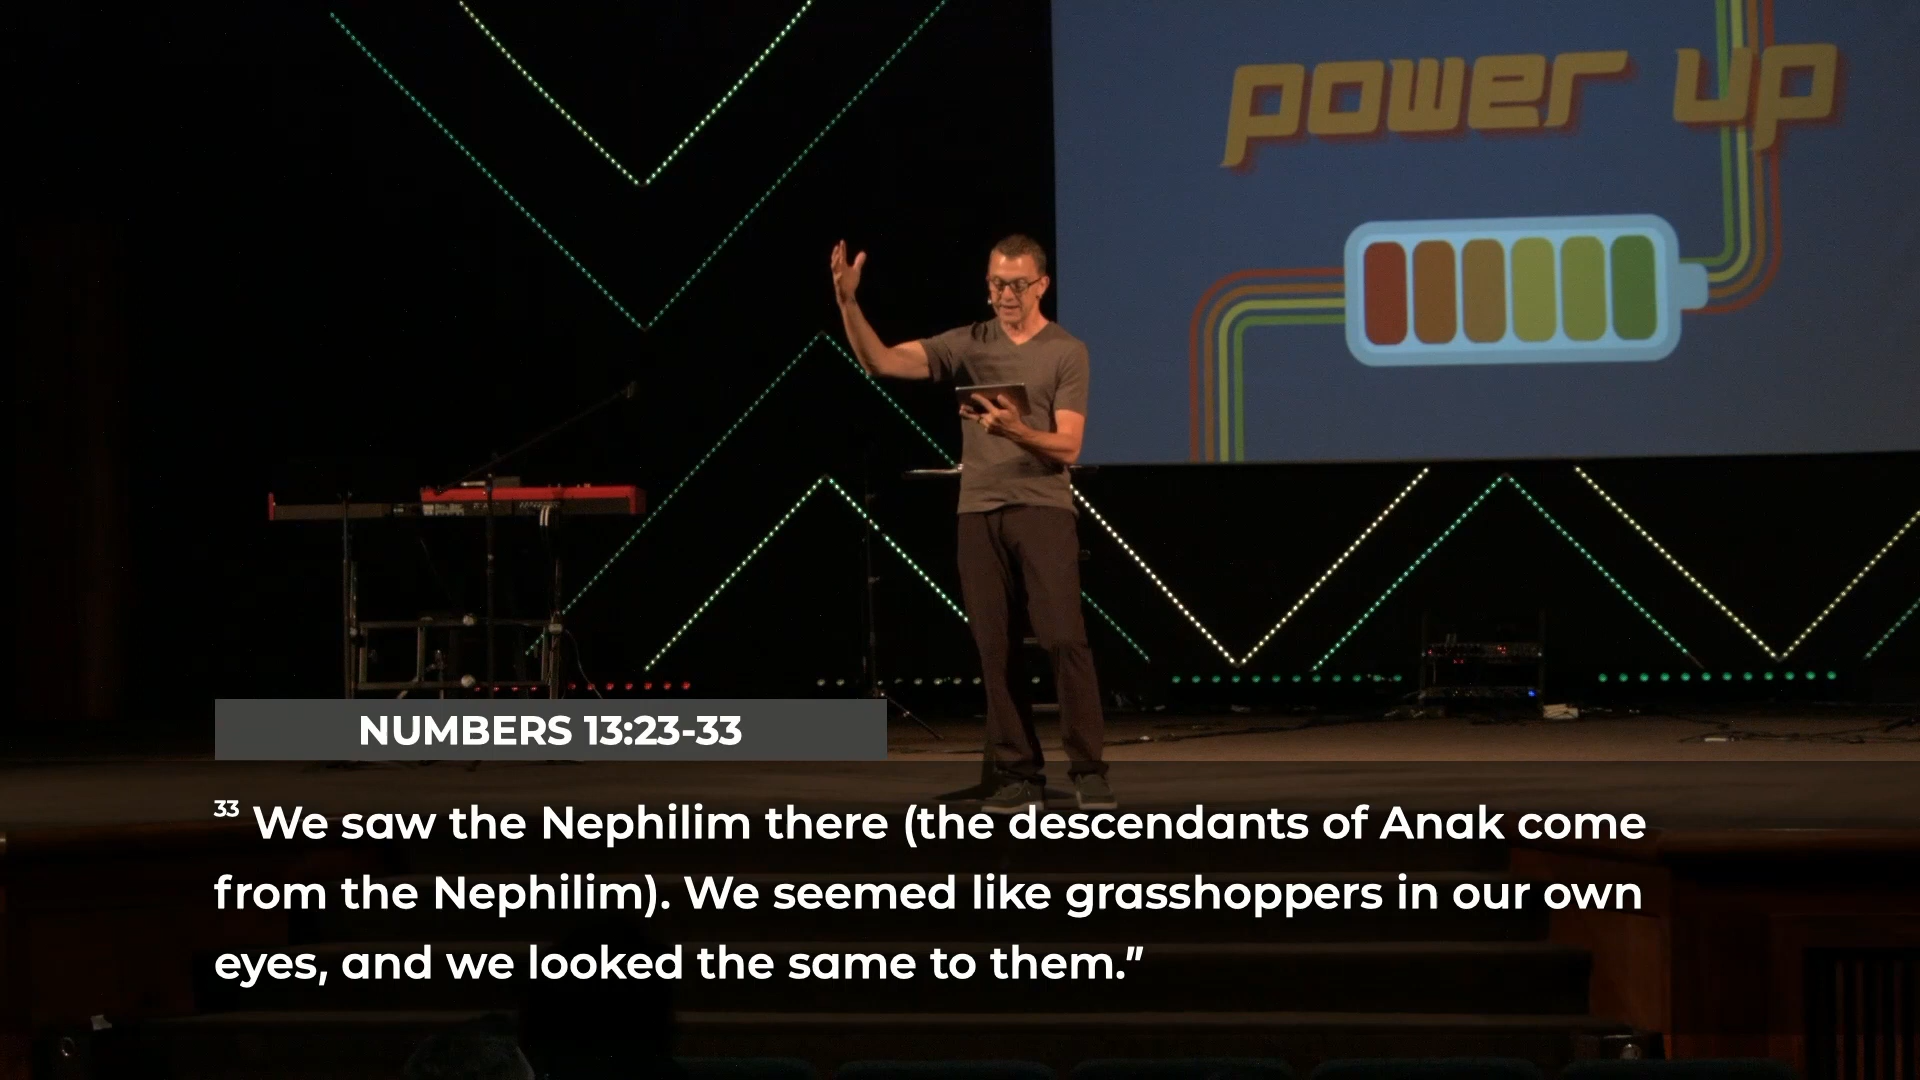 power up
NUMBERS 13:23-33
33 We saw the Nephilim there (the descendants of Anak come
from the Nephilim). We seemed like grasshoppers in our own
eyes, and we looked the same to them.”